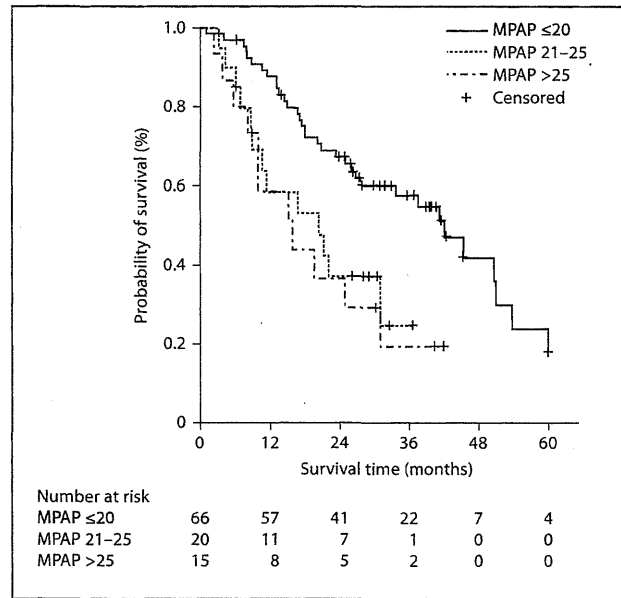 MPAP ≤20
MPAP 21–25
MPAP >25
Censored
Probability of survival (%)
1.0
0.8
0.6
0.4
0.2
0
0 12 24 36 48 60
Survival time (months)
Number at risk
MPAP ≤20 66 57 41 22 7 4
MPAP 21–25 20 11 7 1 0 0
MPAP >25 15 8 5 2 0 0